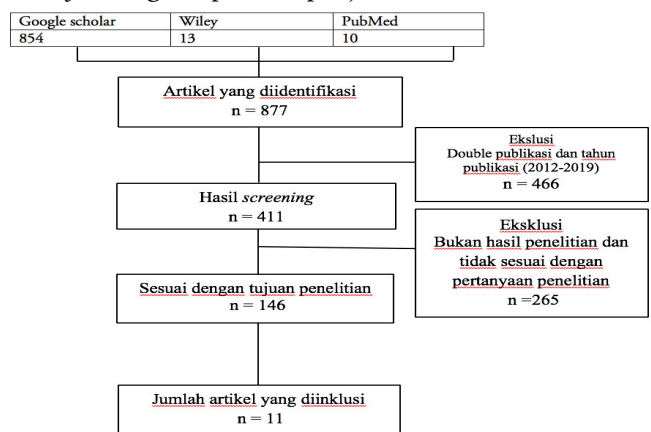 Google scholar Wiley PubMed
854 13 10
Artikel yang diidentifikasi
n = 877
Ekslusi
Double publikasi dan tahun
publikasi (2012-2019)
n = 466
Hasil screening
n = 411
Eksklusi
Bukan hasil penelitian dan
tidak sesuai dengan
pertanyaan penelitian
n =265
Sesuai dengan tujuan penelitian
n = 146
Jumlah artikel yang diinklusi
n = 11